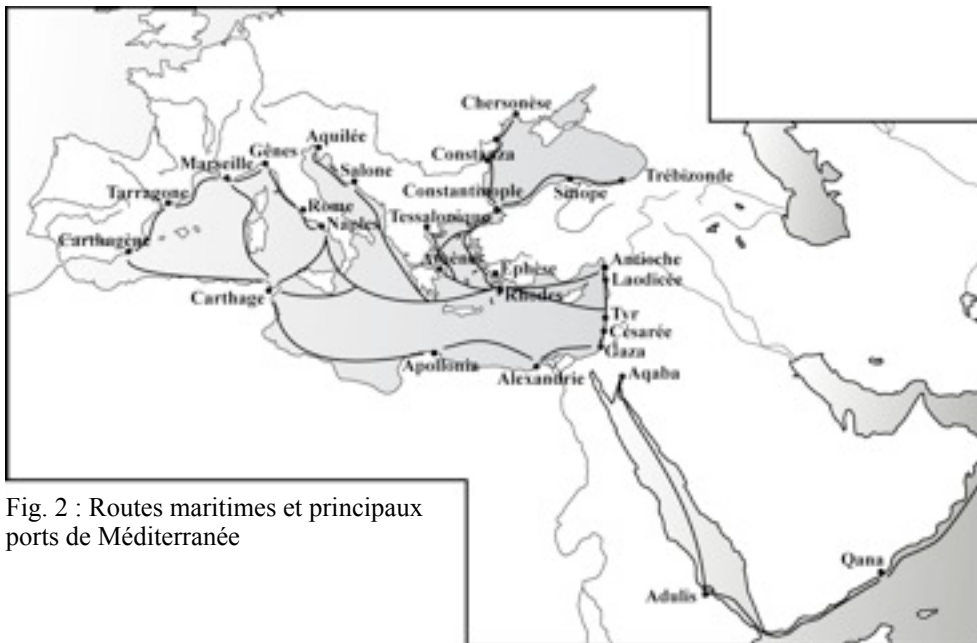 Chersonèse
Aquilée
Constanza
Gênes
Marseille
Salone
Trébizonde
Tarragone
Constantinople
Sinope
Rome
Tessalonique
Naples
Carthagène
Athènes
Ephèse
Antioche
Laodicée
Carthage
Rhodes
Tyr
Césarée
Gaza
Apollonia
Alexandrie
Aqaba
Fig. 2 : Routes maritimes et principaux
ports de Méditerranée
Qana
Adulis